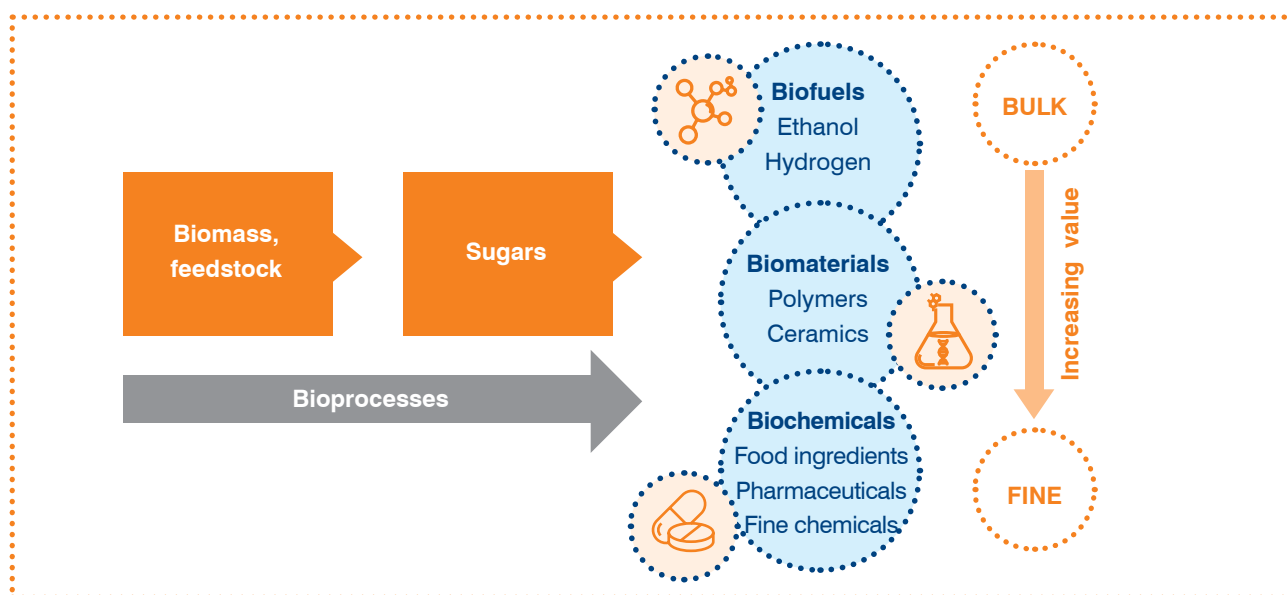 Biomass,
feedstock
Sugars
Bioprocesses
Biofuels
Ethanol
Hydrogen
Biomaterials
Polymers
Ceramics
Biochemicals
Food ingredients
Pharmaceuticals
Fine chemicals
BULK
Increasing value
FINE